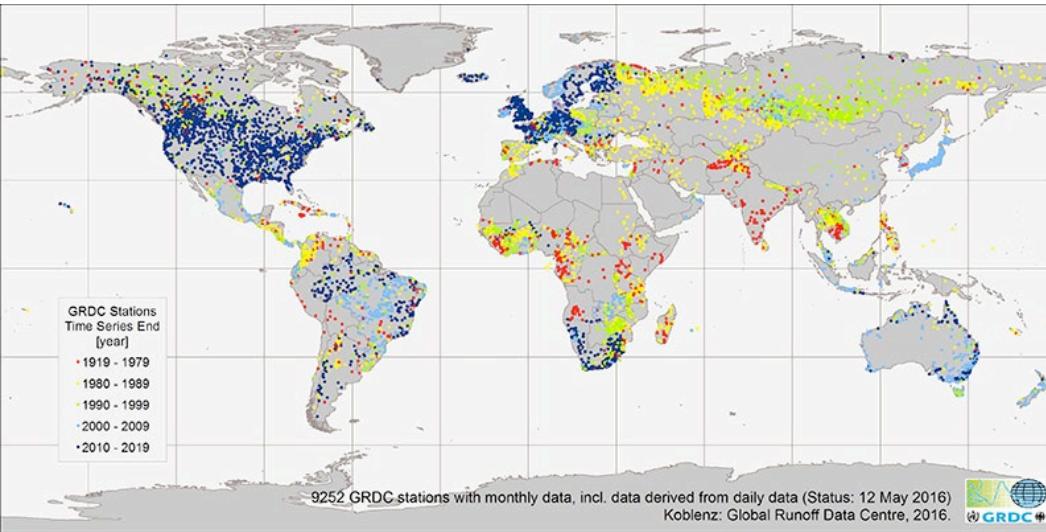 GRDC Stations
Time Series End
[year]
1919 - 1979
1980 - 1989
1990 - 1999
2000 - 2009
2010 - 2019
9252 GRDC stations with monthly data, incl. data derived from daily data (Status: 12 May 2016)
Koblenz: Global Runoff Data Centre, 2016.
GRDC